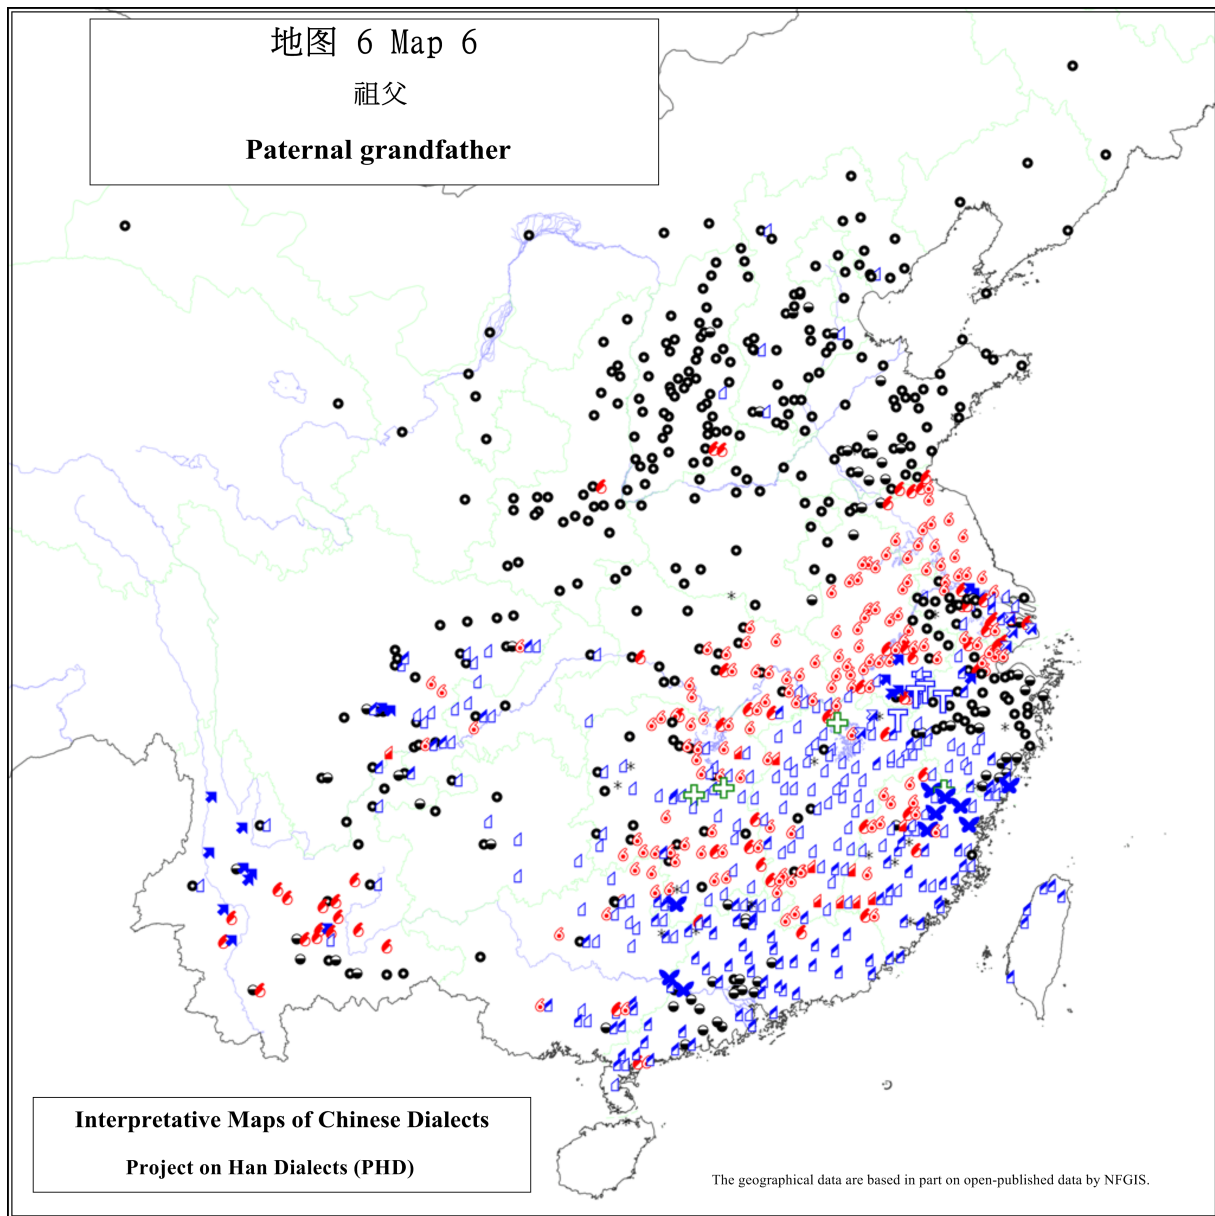 地图 6 Map 6
祖父
Paternal grandfather
Interpretative Maps of Chinese Dialects
Project on Han Dialects (PHD)
The geographical data are based in part on open-published data by NFGIS.